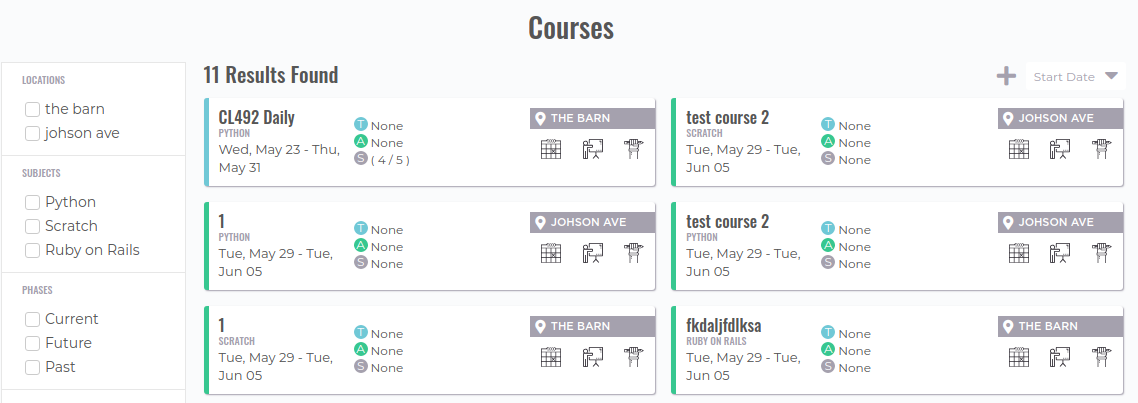 Courses
LOCATIONS
the barn
johson ave
SUBJECTS
Python
Scratch
Ruby on Rails
PHASES
Current
Future
Past
11 Results Found
Start Date
CL492 Daily
PYTHON
Wed, May 23 - Thu,
May 31
T None
A None
S ( 4 / 5 )
THE BARN
test course 2
SCRATCH
Tue, May 29 - Tue,
Jun 05
T None
A None
S None
JOHSON AVE
1
PYTHON
Tue, May 29 - Tue,
Jun 05
T None
A None
S None
JOHSON AVE
test course 2
PYTHON
Tue, May 29 - Tue,
Jun 05
T None
A None
S None
JOHSON AVE
1
SCRATCH
Tue, May 29 - Tue,
Jun 05
T None
A None
S None
THE BARN
fkdaljfdlksa
RUBY ON RAILS
Tue, May 29 - Tue,
Jun 05
T None
A None
S None
THE BARN